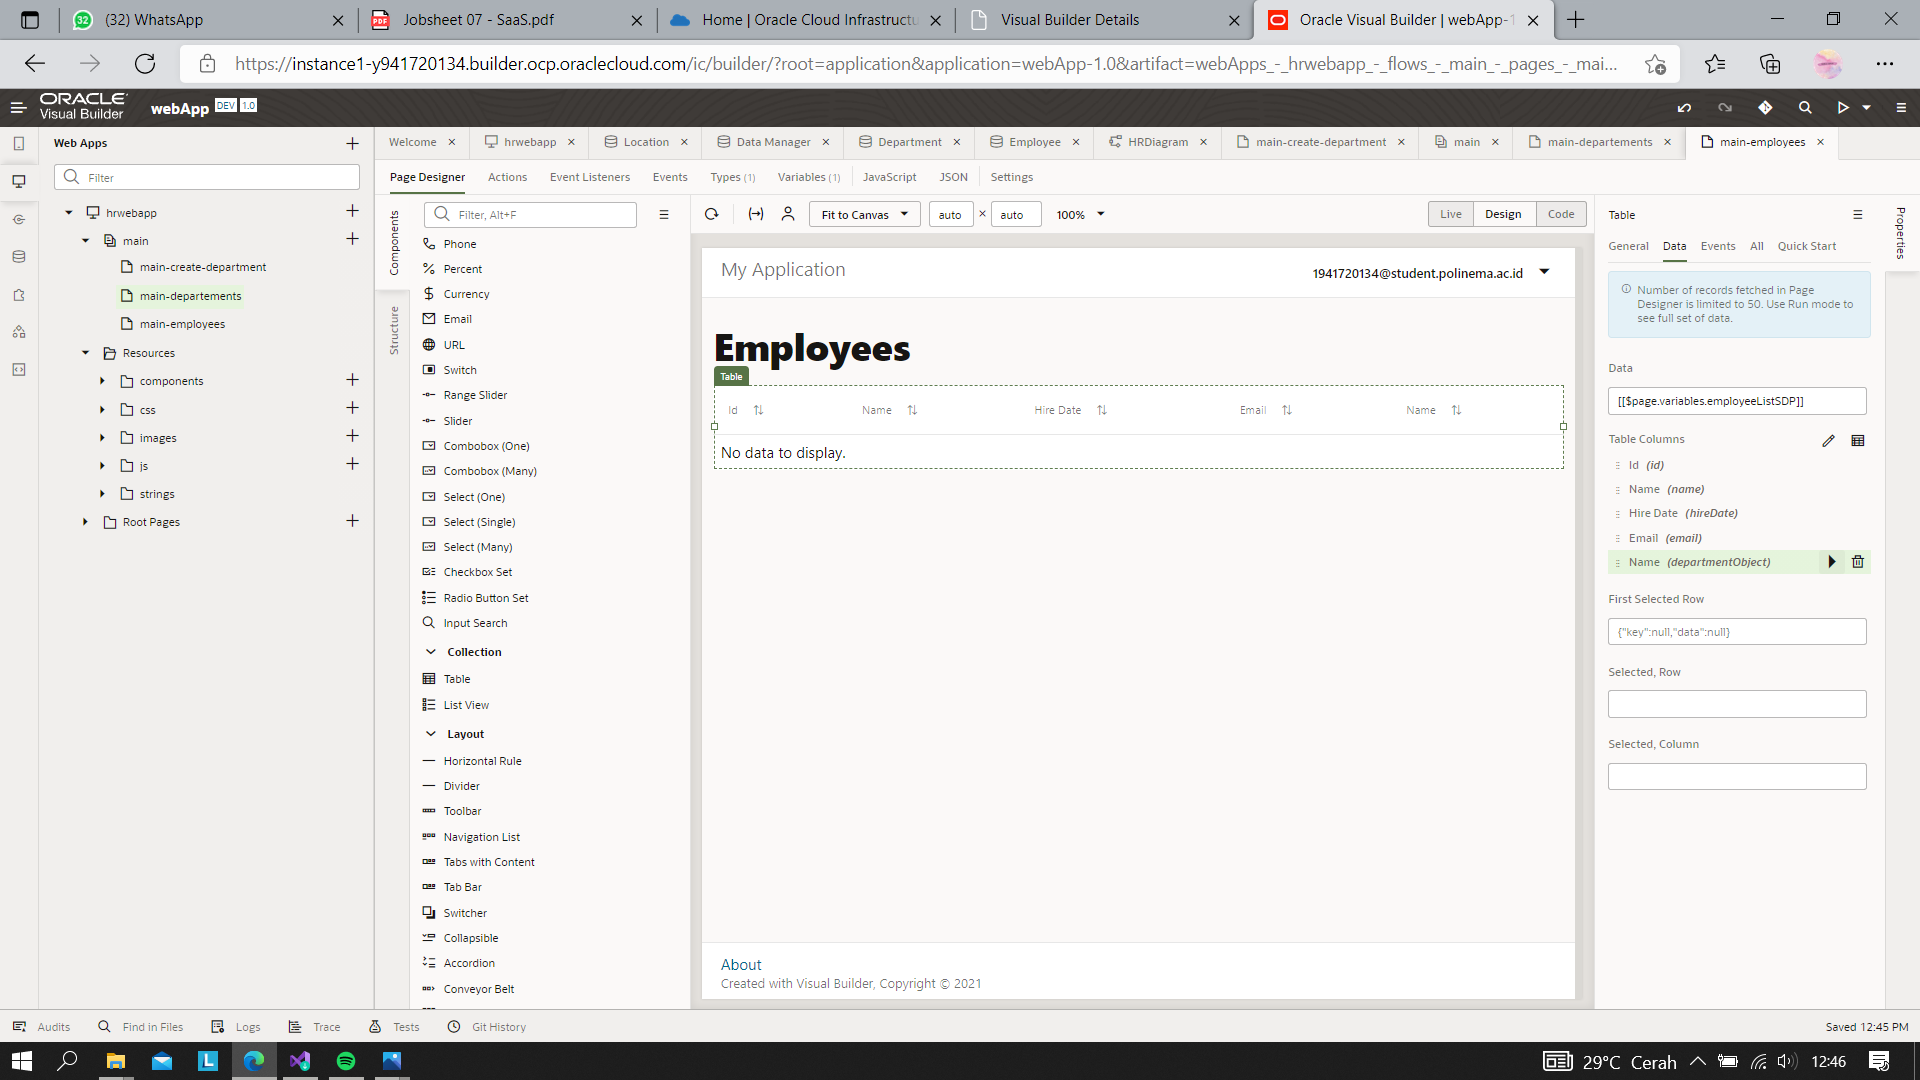 (32) WhatsApp
Jobsheet 07 - SaaS.pdf
Home | Oracle Cloud Infrastructu
Visual Builder Details
Oracle Visual Builder | webApp-1
https://instance1-y941720134.builder.ocp.oraclecloud.com/ic/builder/?root=application&application=webApp-1.0&artifact=webApps_-_hrwebapp_-_flows_-_main_-_pages_-_mai...
ORACLE
Visual Builder
webApp DEV 1.0
Web Apps
Filter
hrwebapp
main
main-create-department
main-departements
main-employees
Resources
components
css
images
js
strings
Root Pages
Welcome
hrwebapp
Location
Data Manager
Department
Employee
HRDiagram
main-create-department
main
main-departements
main-employees
Page Designer
Actions
Event Listeners
Events
Types (1)
Variables (1)
JavaScript
JSON
Settings
Components
Structure
Filter, Alt+F
Phone
Percent
Currency
Email
URL
Switch
Range Slider
Slider
Combobox (One)
Combobox (Many)
Select (One)
Select (Single)
Select (Many)
Checkbox Set
Radio Button Set
Input Search
Collection
Table
List View
Layout
Horizontal Rule
Divider
Toolbar
Navigation List
Tabs with Content
Tab Bar
Switcher
Collapsible
Accordion
Conveyor Belt
Fit to Canvas
auto × auto
100%
Live
Design
Code
My Application
1941720134@student.polinema.ac.id
Employees
Table
Id Name Hire Date Email Name
No data to display.
About
Created with Visual Builder, Copyright © 2021
Table
General Data Events All Quick Start
Number of records fetched in Page
Designer is limited to 50. Use Run mode to
see full set of data.
Data
[[$page.variables.employeeListSDP]]
Table Columns
Id (id)
Name (name)
Hire Date (hireDate)
Email (email)
Name (departmentObject)
First Selected Row
{"key":null,"data":null}
Selected, Row
Selected, Column
Properties
Audits
Find in Files
Logs
Trace
Tests
Git History
Saved 12:45 PM
29°C Cerah
12:46